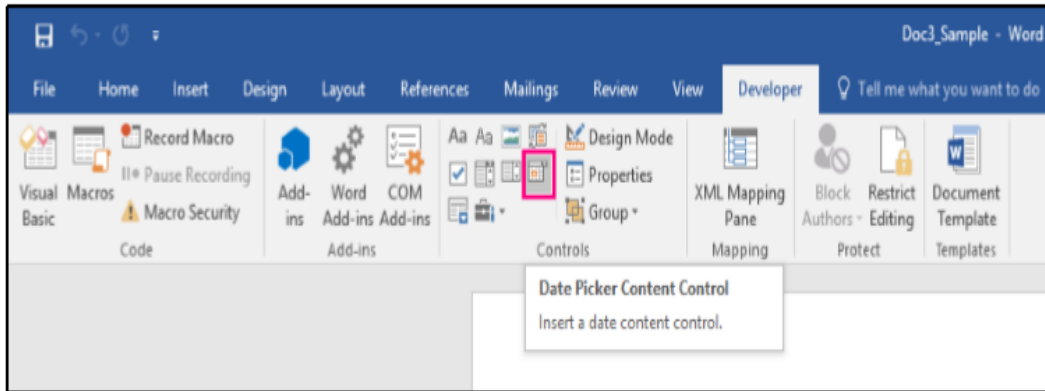 Doc3_Sample - Word
File Home Insert Design Layout References Mailings Review View Developer Tell me what you want to do
Visual Basic
Macros
Record Macro
Pause Recording
Macro Security
Code
Add-ins
Word Add-ins
COM Add-ins
Add-ins
Aa Aa
Design Mode
Properties
Group
Controls
XML Mapping Pane
Mapping
Block Authors
Restrict Editing
Protect
Document Template
Templates
Date Picker Content Control
Insert a date content control.